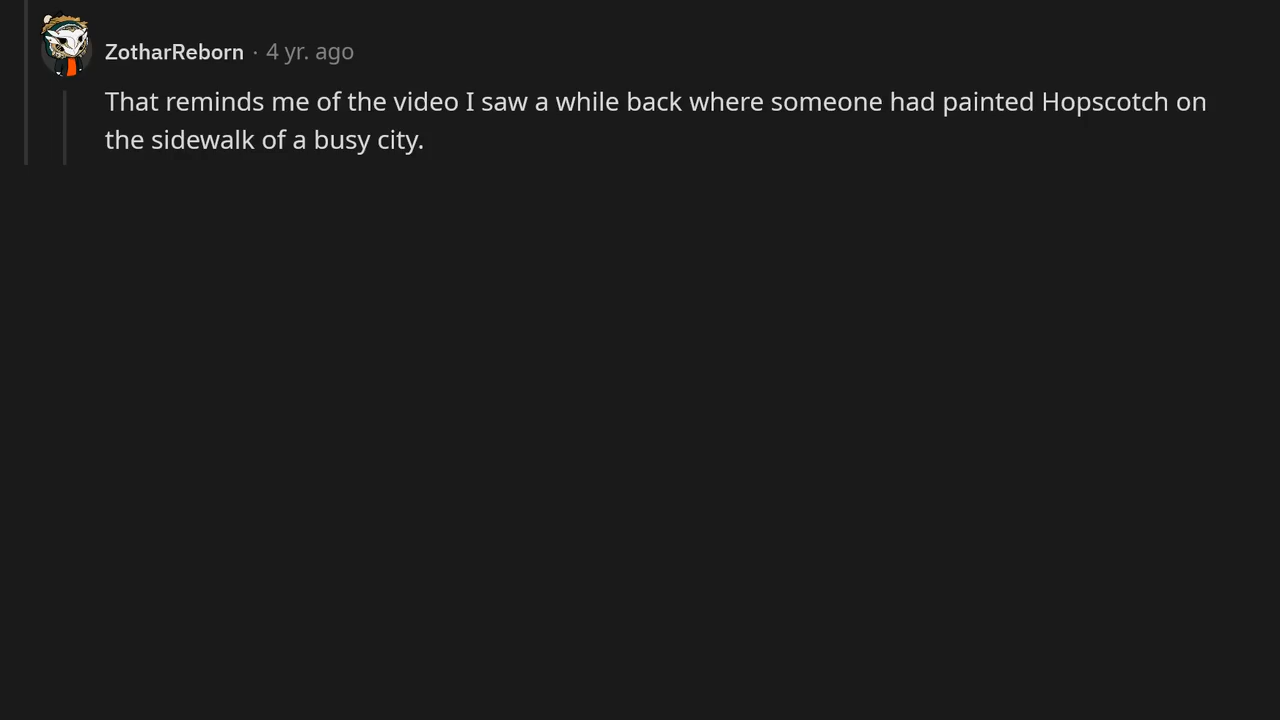 ZotharReborn · 4 yr. ago
That reminds me of the video I saw a while back where someone had painted Hopscotch on
the sidewalk of a busy city.